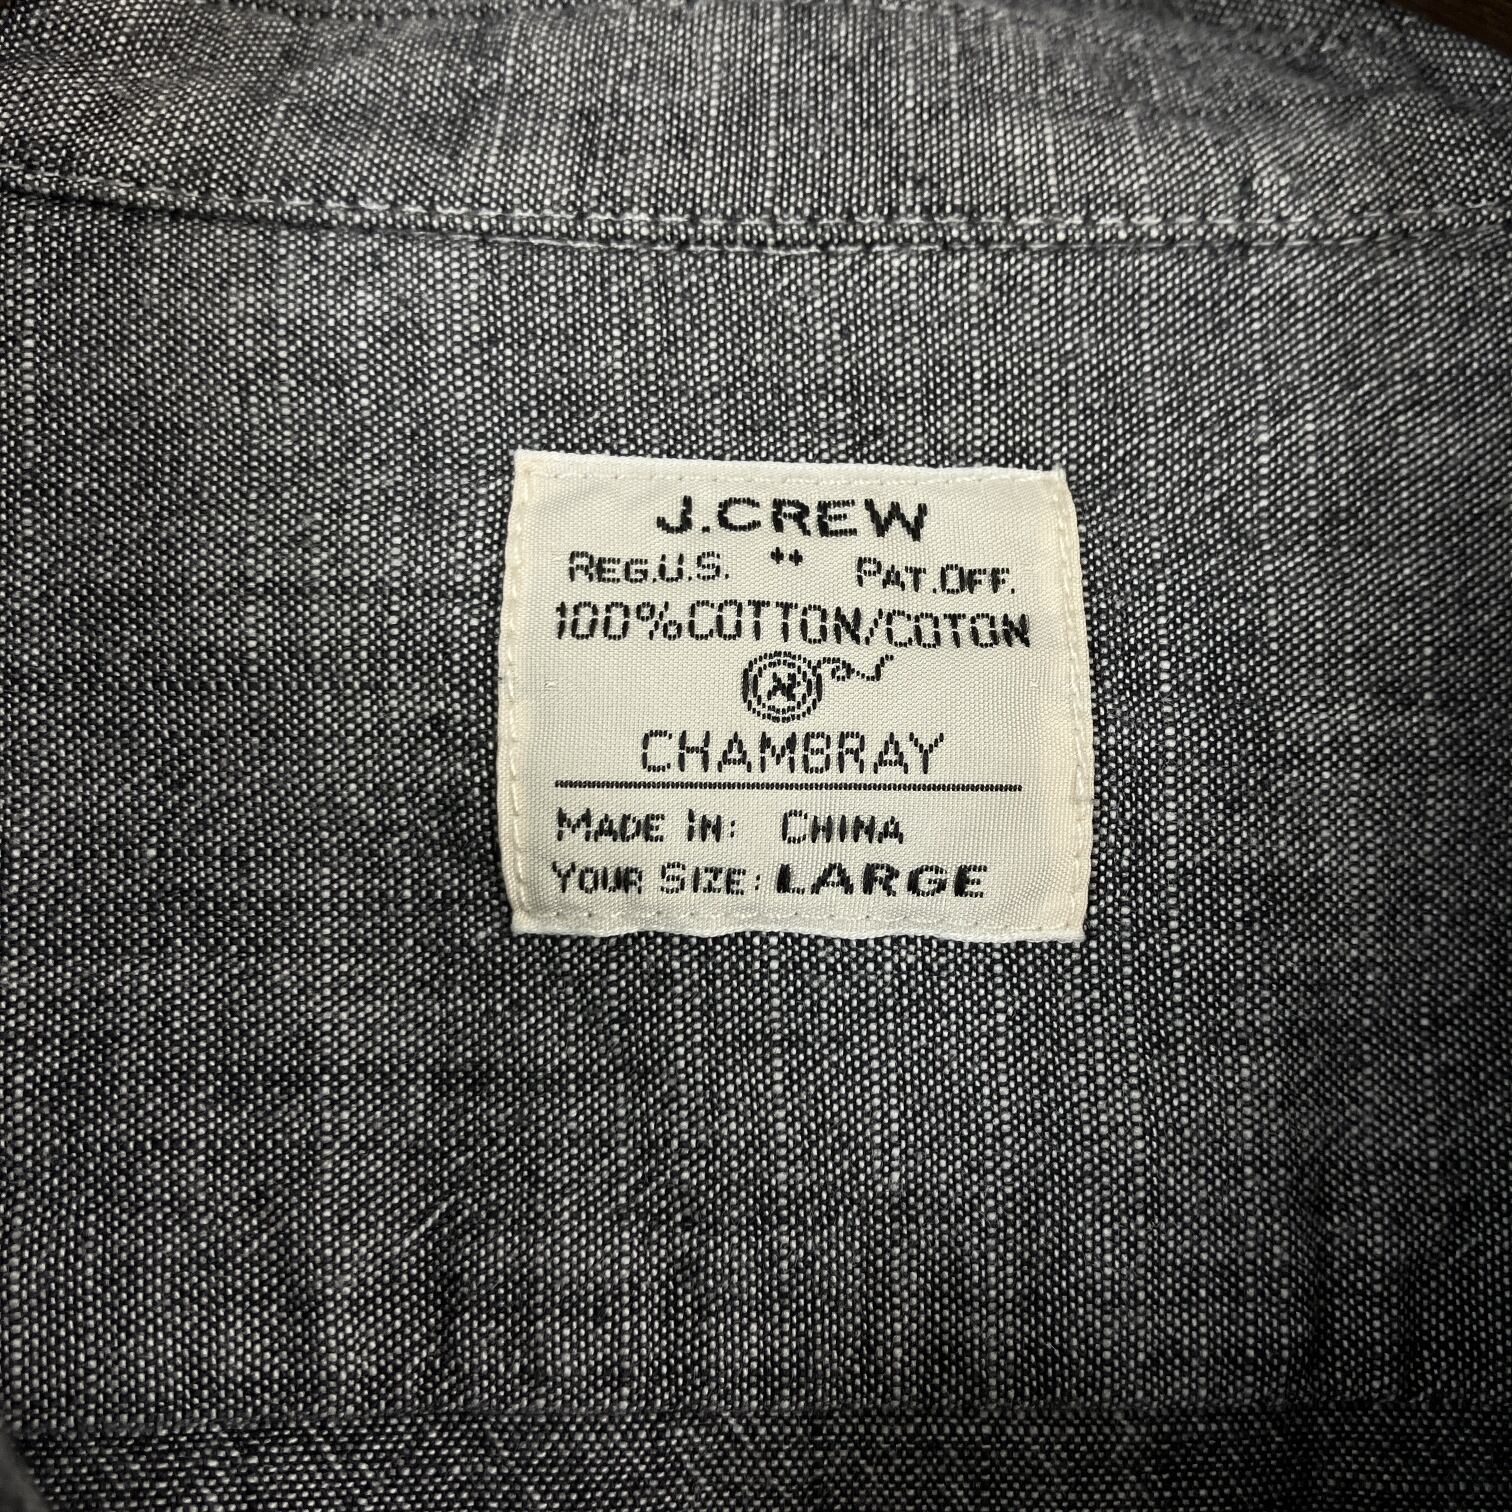 J.CREW
REG.U.S. "" PAT.OFF.
100%COTTON/COTON
CHAMBRAY
MADE IN: CHINA
YOUR SIZE: LARGE